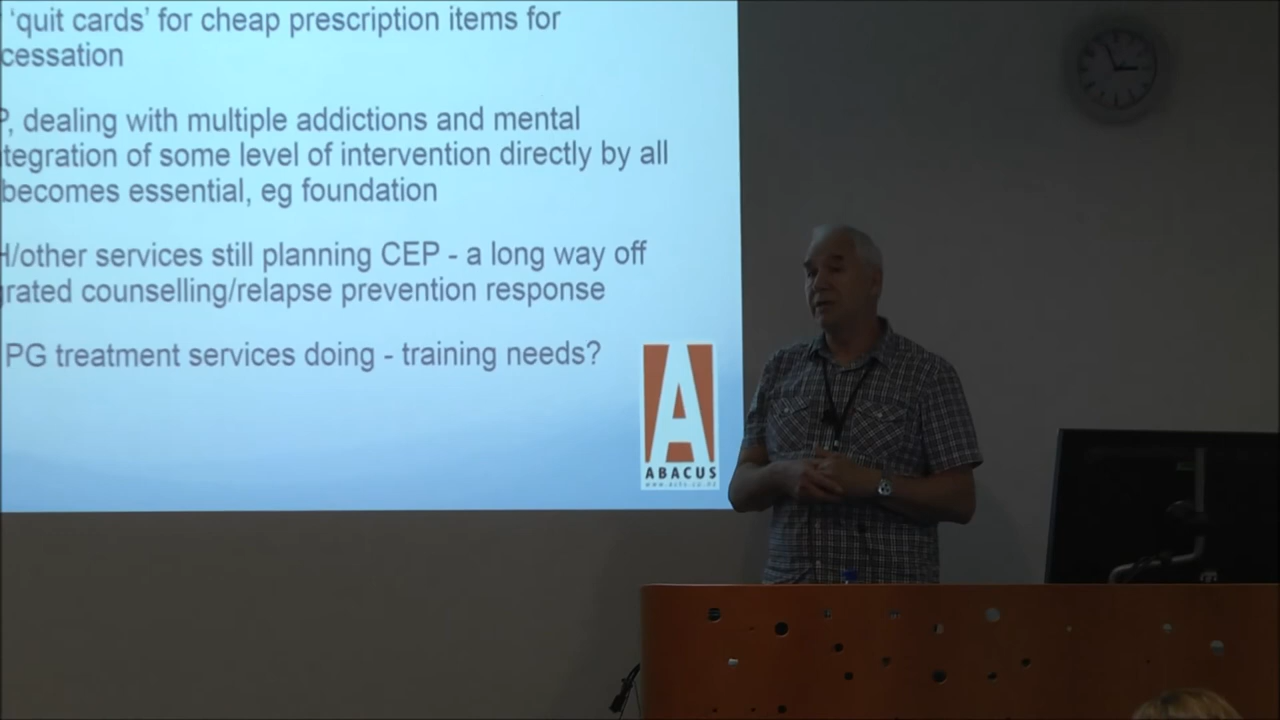 ‘quit cards’ for cheap prescription items for
cessation
, dealing with multiple addictions and mental
tegration of some level of intervention directly by all
becomes essential, eg foundation
/other services still planning CEP - a long way off
grated counselling/relapse prevention response
PG treatment services doing - training needs?
A
ABACUS